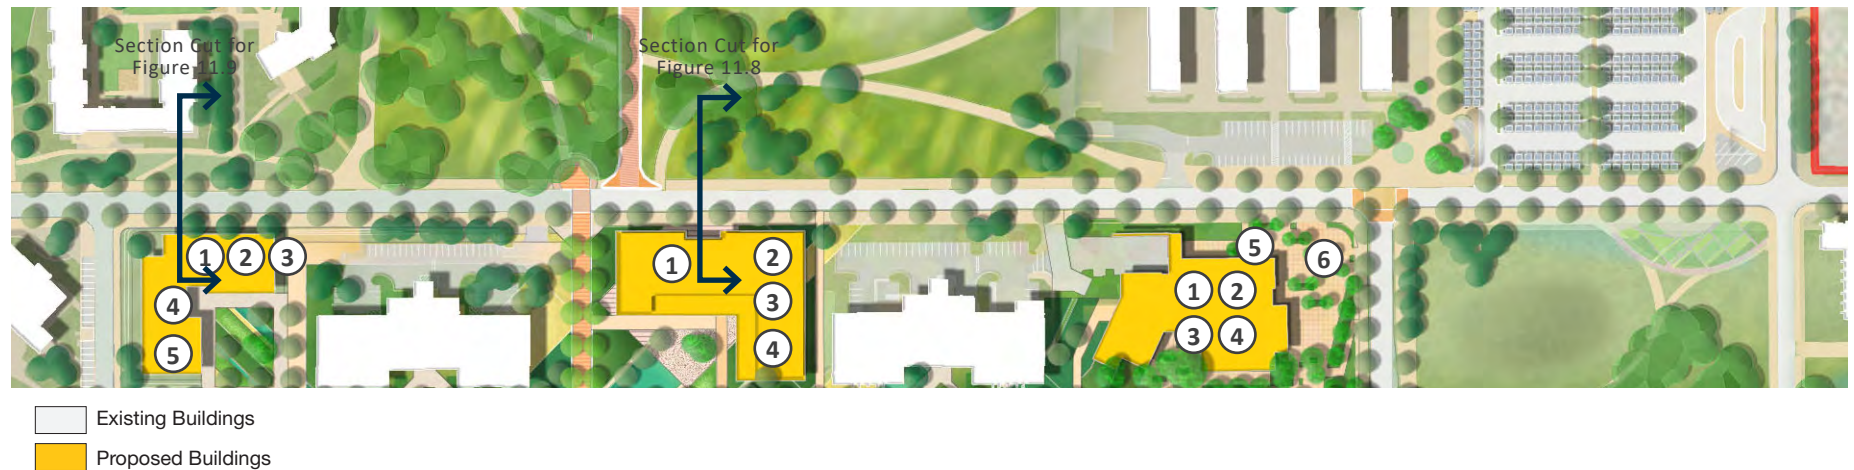 Section Cut for
Figure 11.9
Section Cut for
Figure 11.8
1 2 3
4
5
1
2
3
4
1 2
3 4
5
6
Existing Buildings
Proposed Buildings